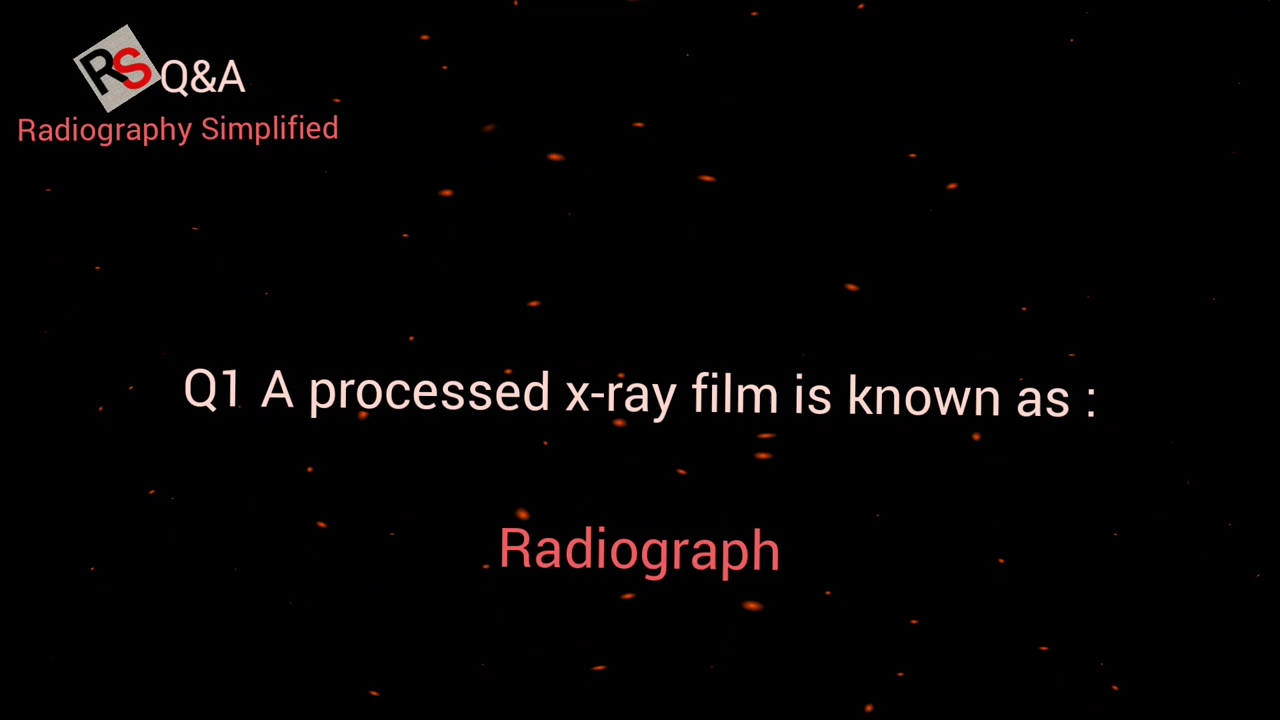 RS Q&A
Radiography Simplified
Q1 A processed x-ray film is known as :
Radiograph